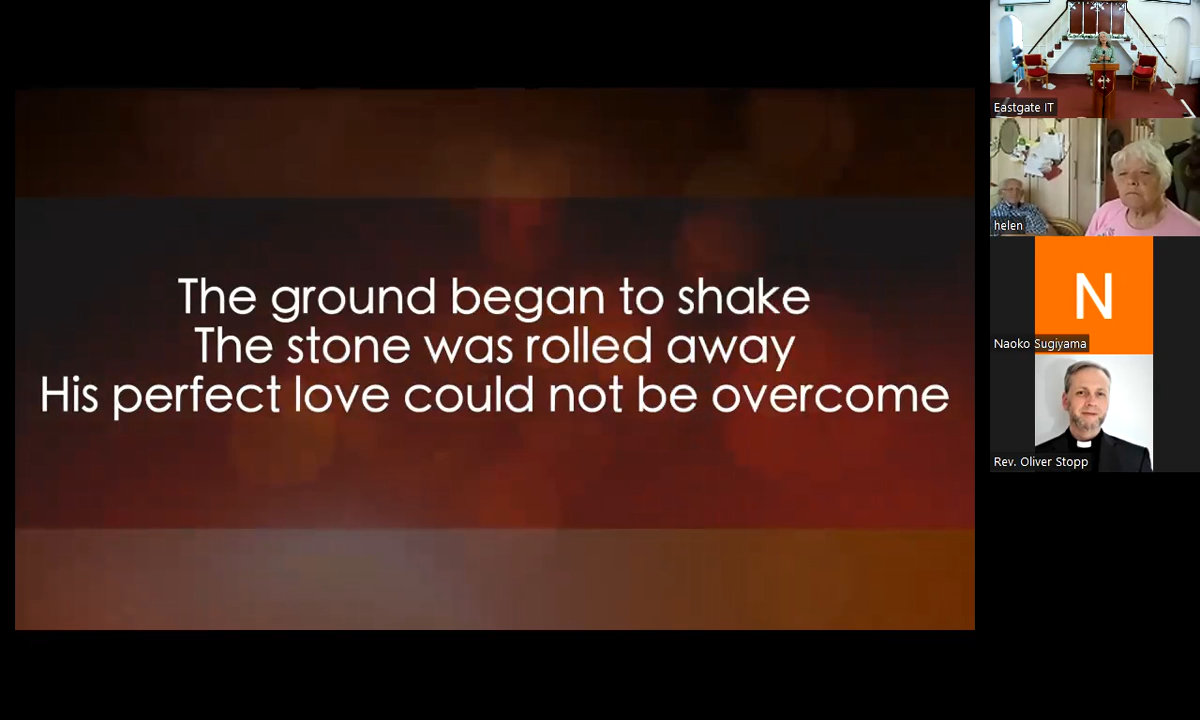 The ground began to shake
The stone was rolled away
His perfect love could not be overcome
Eastgate IT
helen
N
Naoko Sugiyama
Rev. Oliver Stopp